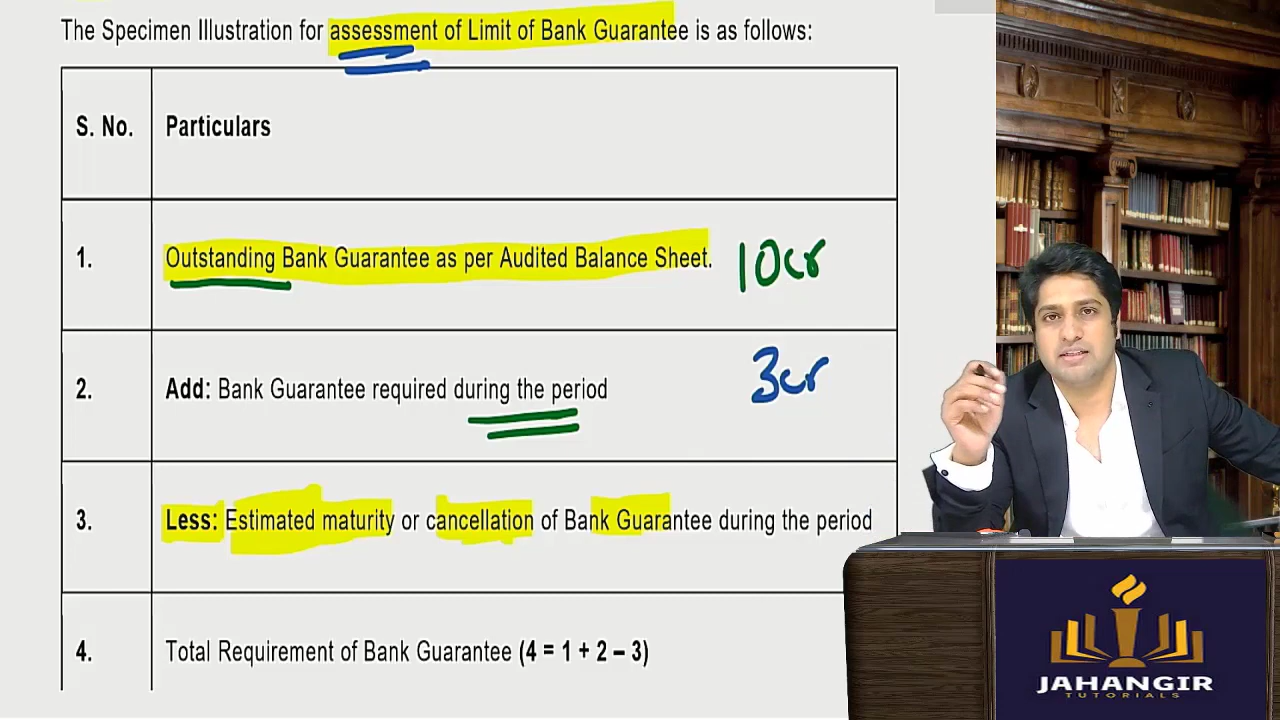 The Specimen Illustration for assessment of Limit of Bank Guarantee is as follows:
S. No. Particulars
1. Outstanding Bank Guarantee as per Audited Balance Sheet. 10cr
2. Add: Bank Guarantee required during the period 3cr
3. Less: Estimated maturity or cancellation of Bank Guarantee during the period
4. Total Requirement of Bank Guarantee (4 = 1 + 2 – 3)
JAHANGIR
TUTORIALS